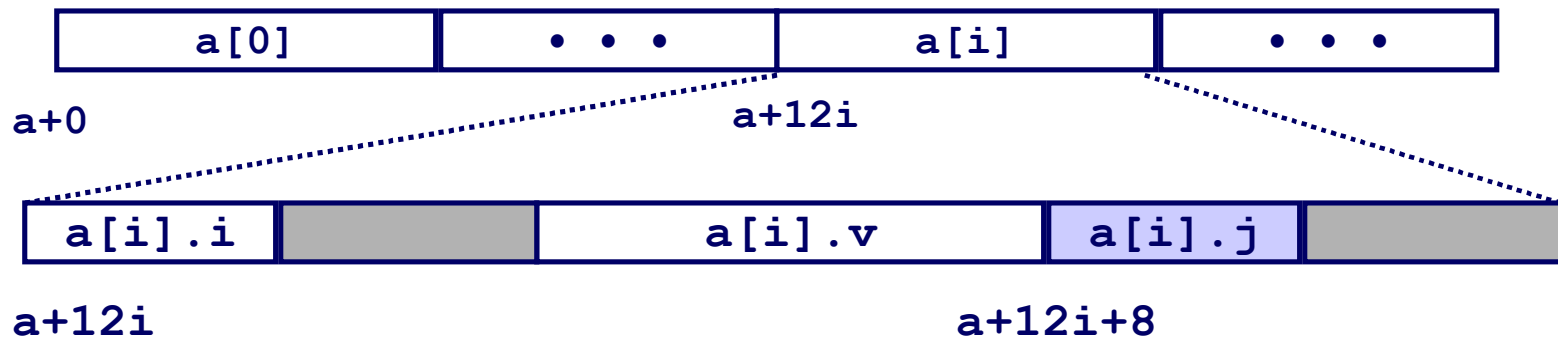 a[0] • • • a[i] • • •
a+0 a+12i
a[i].i a[i].v a[i].j
a+12i a+12i+8